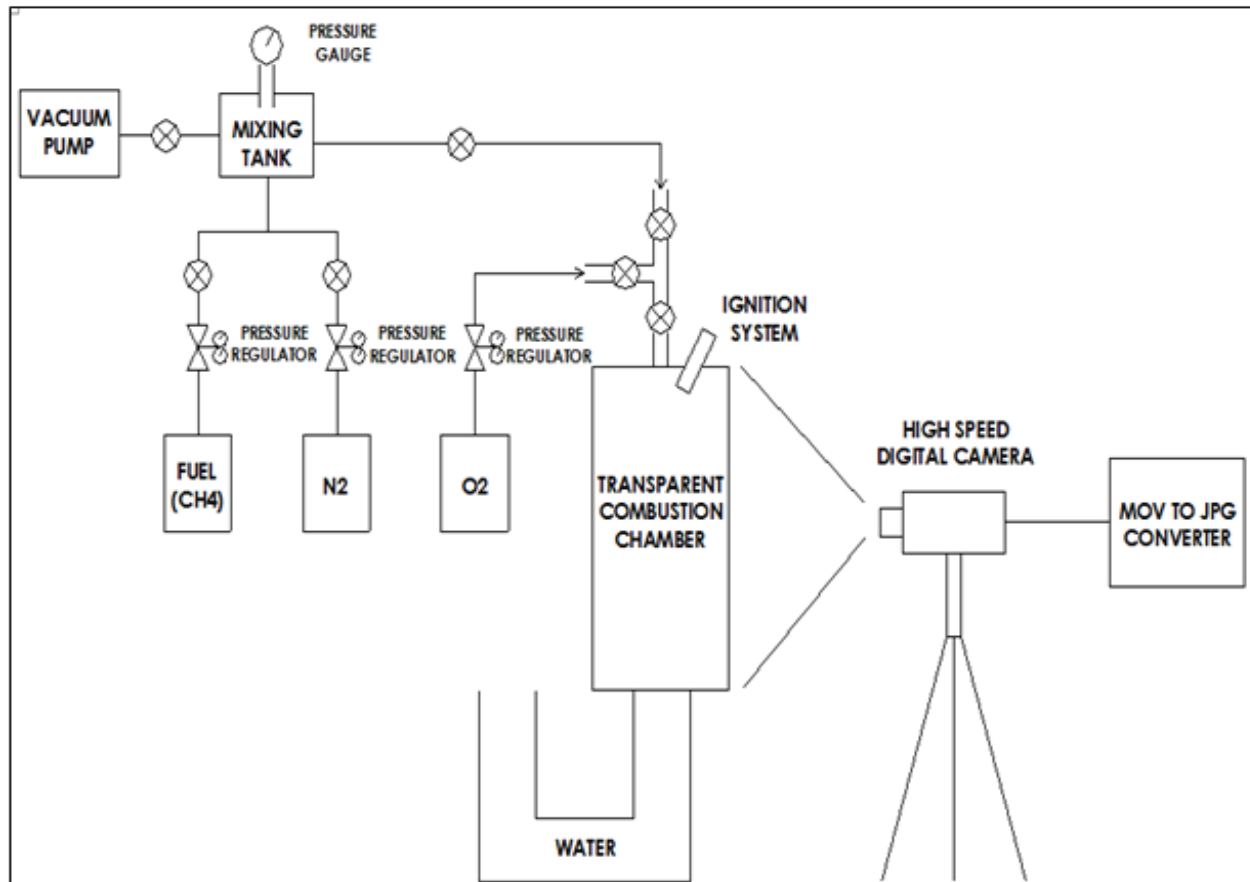 PRESSURE
GAUGE
VACUUM
PUMP
MIXING
TANK
IGNITION
SYSTEM
PRESSURE
REGULATOR
PRESSURE
REGULATOR
PRESSURE
REGULATOR
FUEL
(CH4)
N2
O2
TRANSPARENT
COMBUSTION
CHAMBER
HIGH SPEED
DIGITAL CAMERA
MOV TO JPG
CONVERTER
WATER